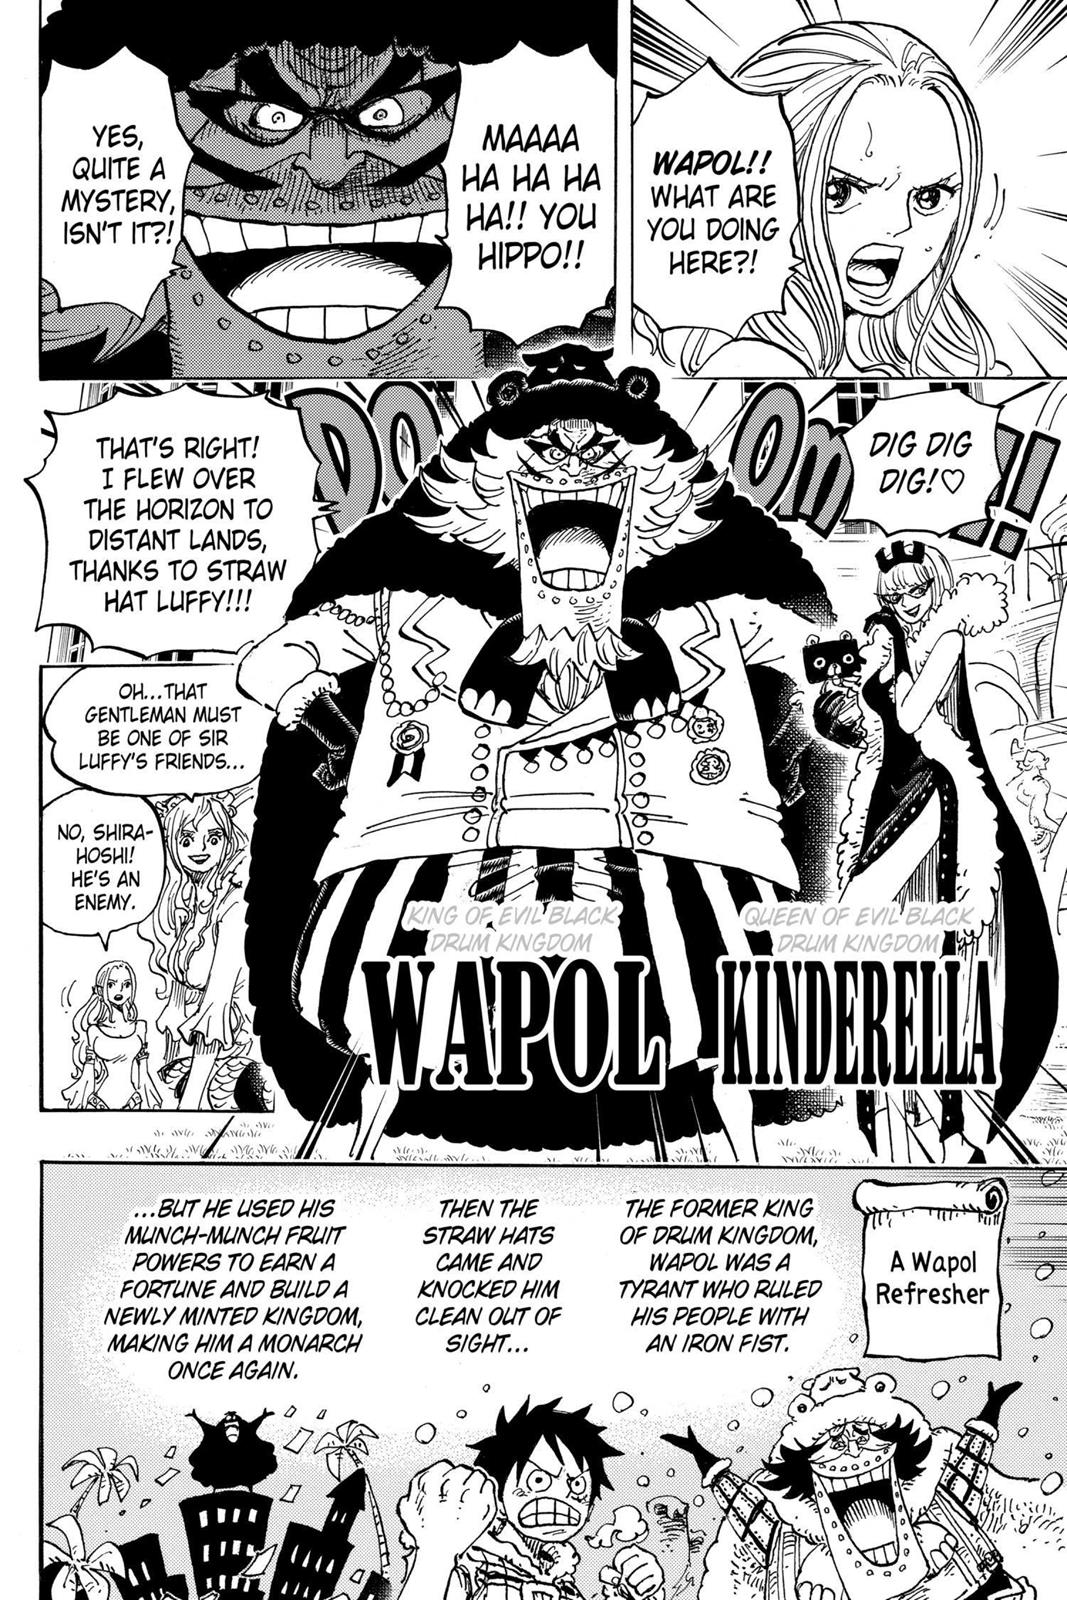 WAPOL!!
WHAT ARE
YOU DOING
HERE?!
MAAAA
HA HA HA
HA!! YOU
HIPPO!!
YES,
QUITE A
MYSTERY,
ISN'T IT?!
DIG DIG
DIG!♡
DO OM !!
THAT'S RIGHT!
I FLEW OVER
THE HORIZON TO
DISTANT LANDS,
THANKS TO STRAW
HAT LUFFY!!!
OH...THAT
GENTLEMAN MUST
BE ONE OF SIR
LUFFY'S FRIENDS...
NO, SHIRA-
HOSHI!
HE'S AN
ENEMY.
QUEEN OF EVIL BLACK
DRUM KINGDOM
KINDERELLA
KING OF EVIL BLACK
DRUM KINGDOM
WAPOL
A Wapol
Refresher
THE FORMER KING
OF DRUM KINGDOM,
WAPOL WAS A
TYRANT WHO RULED
HIS PEOPLE WITH
AN IRON FIST.
THEN THE
STRAW HATS
CAME AND
KNOCKED HIM
CLEAN OUT OF
SIGHT...
...BUT HE USED HIS
MUNCH-MUNCH FRUIT
POWERS TO EARN A
FORTUNE AND BUILD A
NEWLY MINTED KINGDOM,
MAKING HIM A MONARCH
ONCE AGAIN.